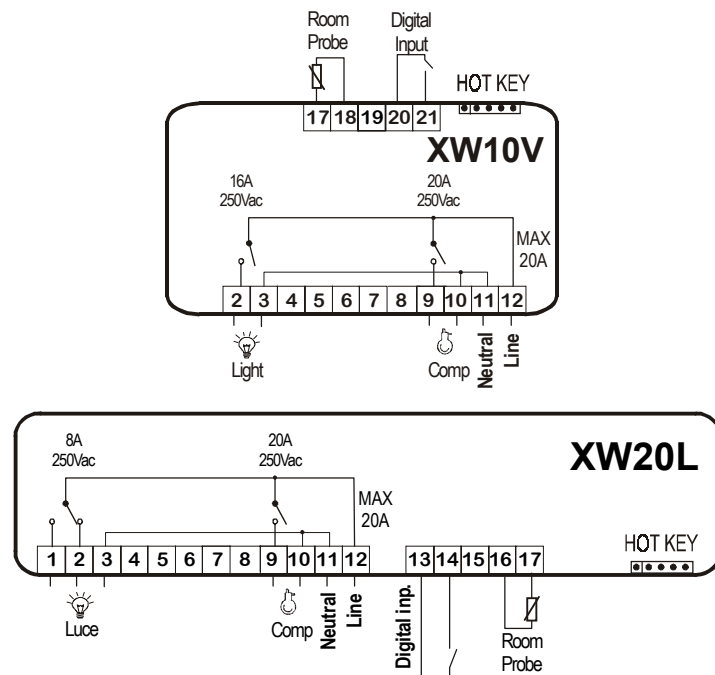 Room Probe
Digital Input
HOT KEY
17 18 19 20 21
XW10V
16A 250Vac
20A 250Vac
MAX 20A
2 3 4 5 6 7 8 9 10 11 12
Light
Comp
Neutral
Line
XW20L
8A 250Vac
20A 250Vac
MAX 20A
HOT KEY
1 2 3 4 5 6 7 8 9 10 11 12
13 14 15 16 17
Luce
Comp
Neutral
Line
Digital inp.
Room Probe